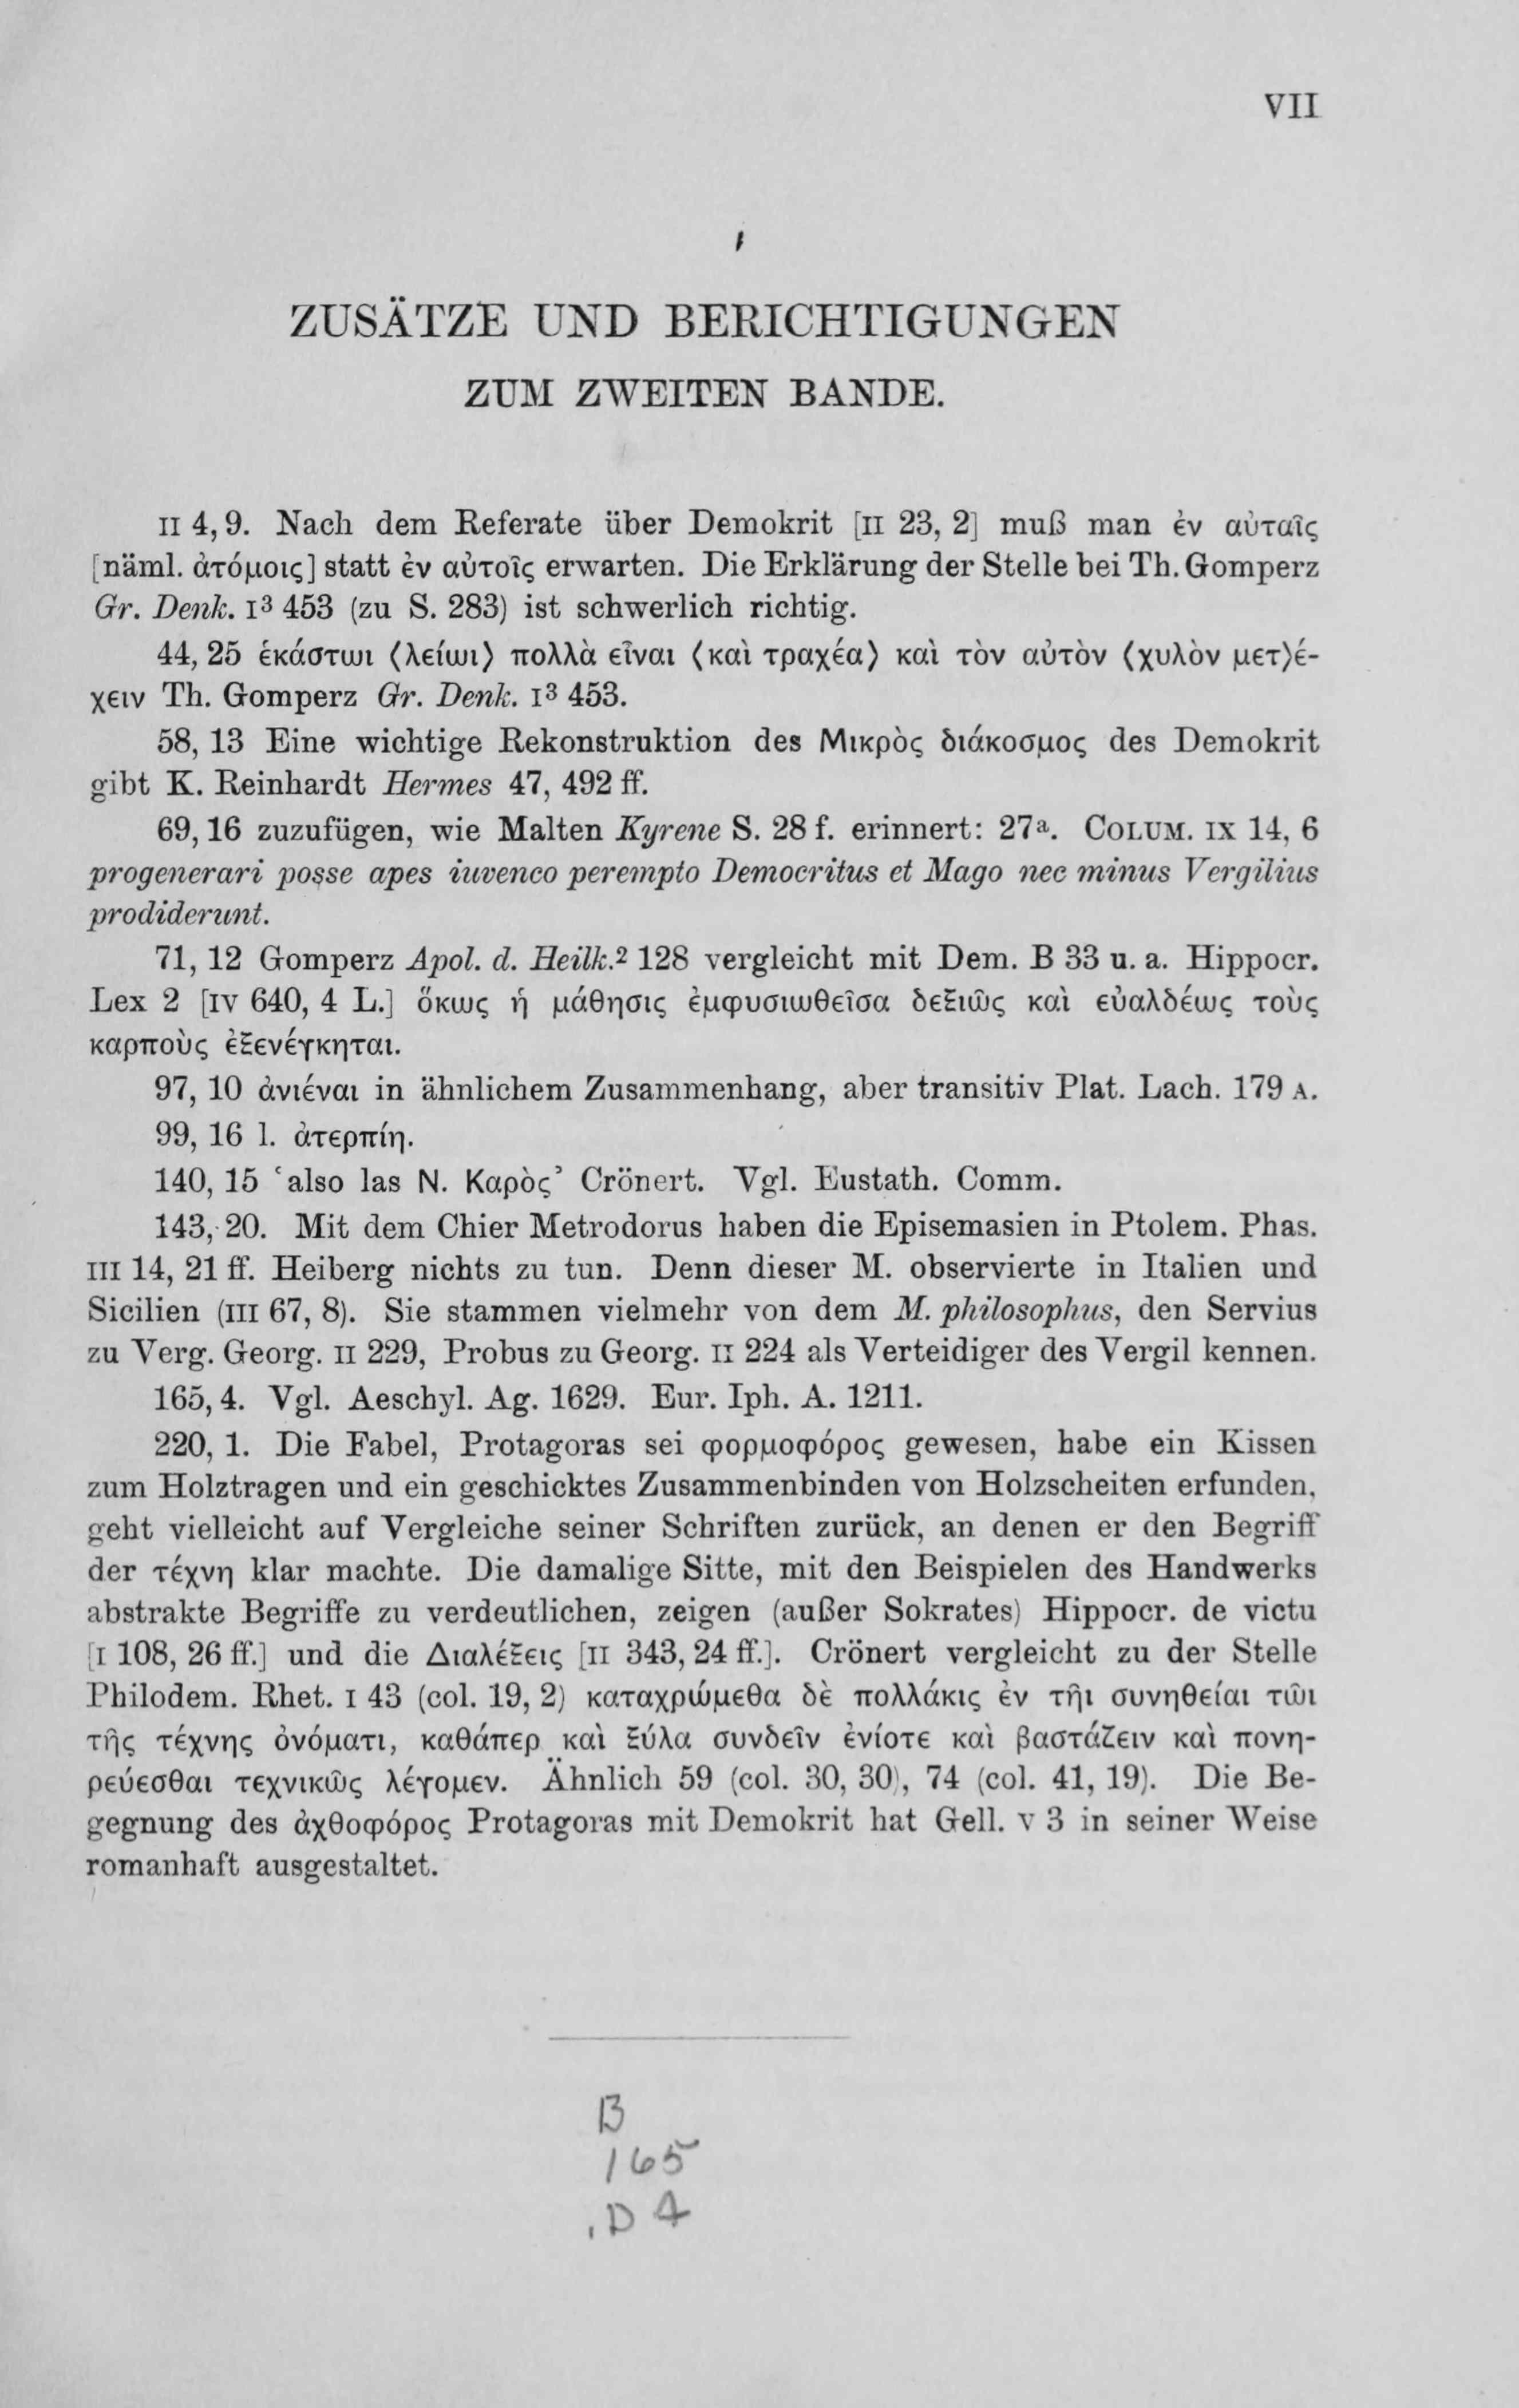 VII
ZUSÄTZE UND BERICHTIGUNGEN
ZUM ZWEITEN BANDE.
II 4, 9. Nach dem Referate über Demokrit [II 23, 2] muß man ἐν αὐταῖς
[näml. ἀτόμοις] statt ἐν αὐτοῖς erwarten. Die Erklärung der Stelle bei Th. Gomperz
Gr. Denk. I³ 453 (zu S. 283) ist schwerlich richtig.
44, 25 ἑκάστωι ⟨λείωι⟩ πολλὰ εἶναι ⟨καὶ τραχέα⟩ καὶ τὸν αὐτὸν ⟨χυλὸν μετ⟩έ-
χειν Th. Gomperz Gr. Denk. I³ 453.
58, 13 Eine wichtige Rekonstruktion des Μικρὸς διάκοσμος des Demokrit
gibt K. Reinhardt Hermes 47, 492 ff.
69, 16 zuzufügen, wie Malten Kyrene S. 28 f. erinnert: 27ª. COLUM. IX 14, 6
progenerari posse apes iuvenco perempto Democritus et Mago nec minus Vergilius
prodiderunt.
71, 12 Gomperz Apol. d. Heilk.² 128 vergleicht mit Dem. B 33 u. a. Hippocr.
Lex 2 [IV 640, 4 L.] ὅκως ἡ μάθησις ἐμφυσιωθεῖσα δεξιῶς καὶ εὐαλδέως τοὺς
καρποὺς ἐξενέγκηται.
97, 10 ἀνιέναι in ähnlichem Zusammenhang, aber transitiv Plat. Lach. 179 A.
99, 16 l. ἀτερπίη.
140, 15 ‘also las N. Καρὸς’ Crönert. Vgl. Eustath. Comm.
143, 20. Mit dem Chier Metrodorus haben die Episemasien in Ptolem. Phas.
III 14, 21 ff. Heiberg nichts zu tun. Denn dieser M. observierte in Italien und
Sicilien (III 67, 8). Sie stammen vielmehr von dem M. philosophus, den Servius
zu Verg. Georg. II 229, Probus zu Georg. II 224 als Verteidiger des Vergil kennen.
165, 4. Vgl. Aeschyl. Ag. 1629. Eur. Iph. A. 1211.
220, 1. Die Fabel, Protagoras sei φορμοφόρος gewesen, habe ein Kissen
zum Holztragen und ein geschicktes Zusammenbinden von Holzscheiten erfunden,
geht vielleicht auf Vergleiche seiner Schriften zurück, an denen er den Begriff
der τέχνη klar machte. Die damalige Sitte, mit den Beispielen des Handwerks
abstrakte Begriffe zu verdeutlichen, zeigen (außer Sokrates) Hippocr. de victu
[I 108, 26 ff.] und die Διαλέξεις [II 343, 24 ff.]. Crönert vergleicht zu der Stelle
Philodem. Rhet. I 43 (col. 19, 2) καταχρώμεθα δὲ πολλάκις ἐν τῆι συνηθείαι τῶι
τῆς τέχνης ὀνόματι, καθάπερ καὶ ξύλα συνδεῖν ἐνίοτε καὶ βαστάζειν καὶ πονη-
ρεύεσθαι τεχνικῶς λέγομεν. Ähnlich 59 (col. 30, 30), 74 (col. 41, 19). Die Be-
gegnung des ἀχθοφόρος Protagoras mit Demokrit hat Gell. V 3 in seiner Weise
romanhaft ausgestaltet.
B
165
.D4